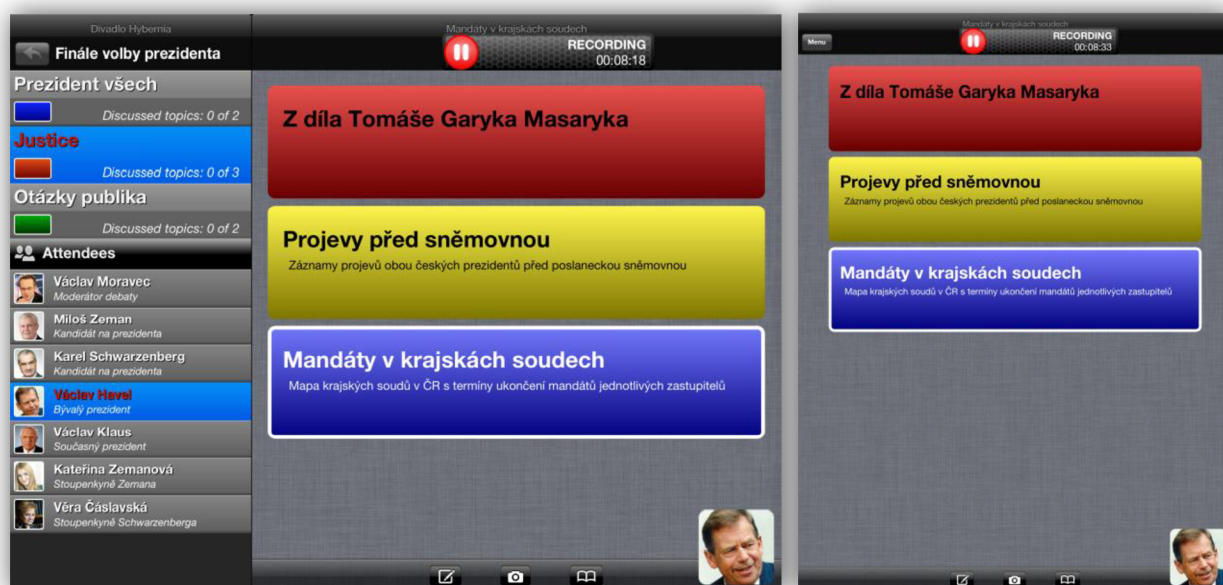 Divadlo Hybernia
Finále volby prezidenta
Prezident všech
Discussed topics: 0 of 2
Justice
Discussed topics: 0 of 3
Otázky publika
Discussed topics: 0 of 2
Attendees
Václav Moravec
Moderátor debaty
Miloš Zeman
Kandidát na prezidenta
Karel Schwarzenberg
Kandidát na prezidenta
Václav Havel
Bývalý prezident
Václav Klaus
Současný prezident
Kateřina Zemanová
Stoupenkyně Zemana
Věra Čáslavská
Stoupenkyně Schwarzenberga
Mandáty v krajskách soudech
RECORDING
00:08:18
Z díla Tomáše Garyka Masaryka
Projevy před sněmovnou
Záznamy projevů obou českých prezidentů před poslaneckou sněmovnou
Mandáty v krajskách soudech
Mapa krajských soudů v ČR s termíny ukončení mandátů jednotlivých zastupitelů
Menu
Mandáty v krajskách soudech
RECORDING
00:08:33
Z díla Tomáše Garyka Masaryka
Projevy před sněmovnou
Záznamy projevů obou českých prezidentů před poslaneckou sněmovnou
Mandáty v krajskách soudech
Mapa krajských soudů v ČR s termíny ukončení mandátů jednotlivých zastupitelů